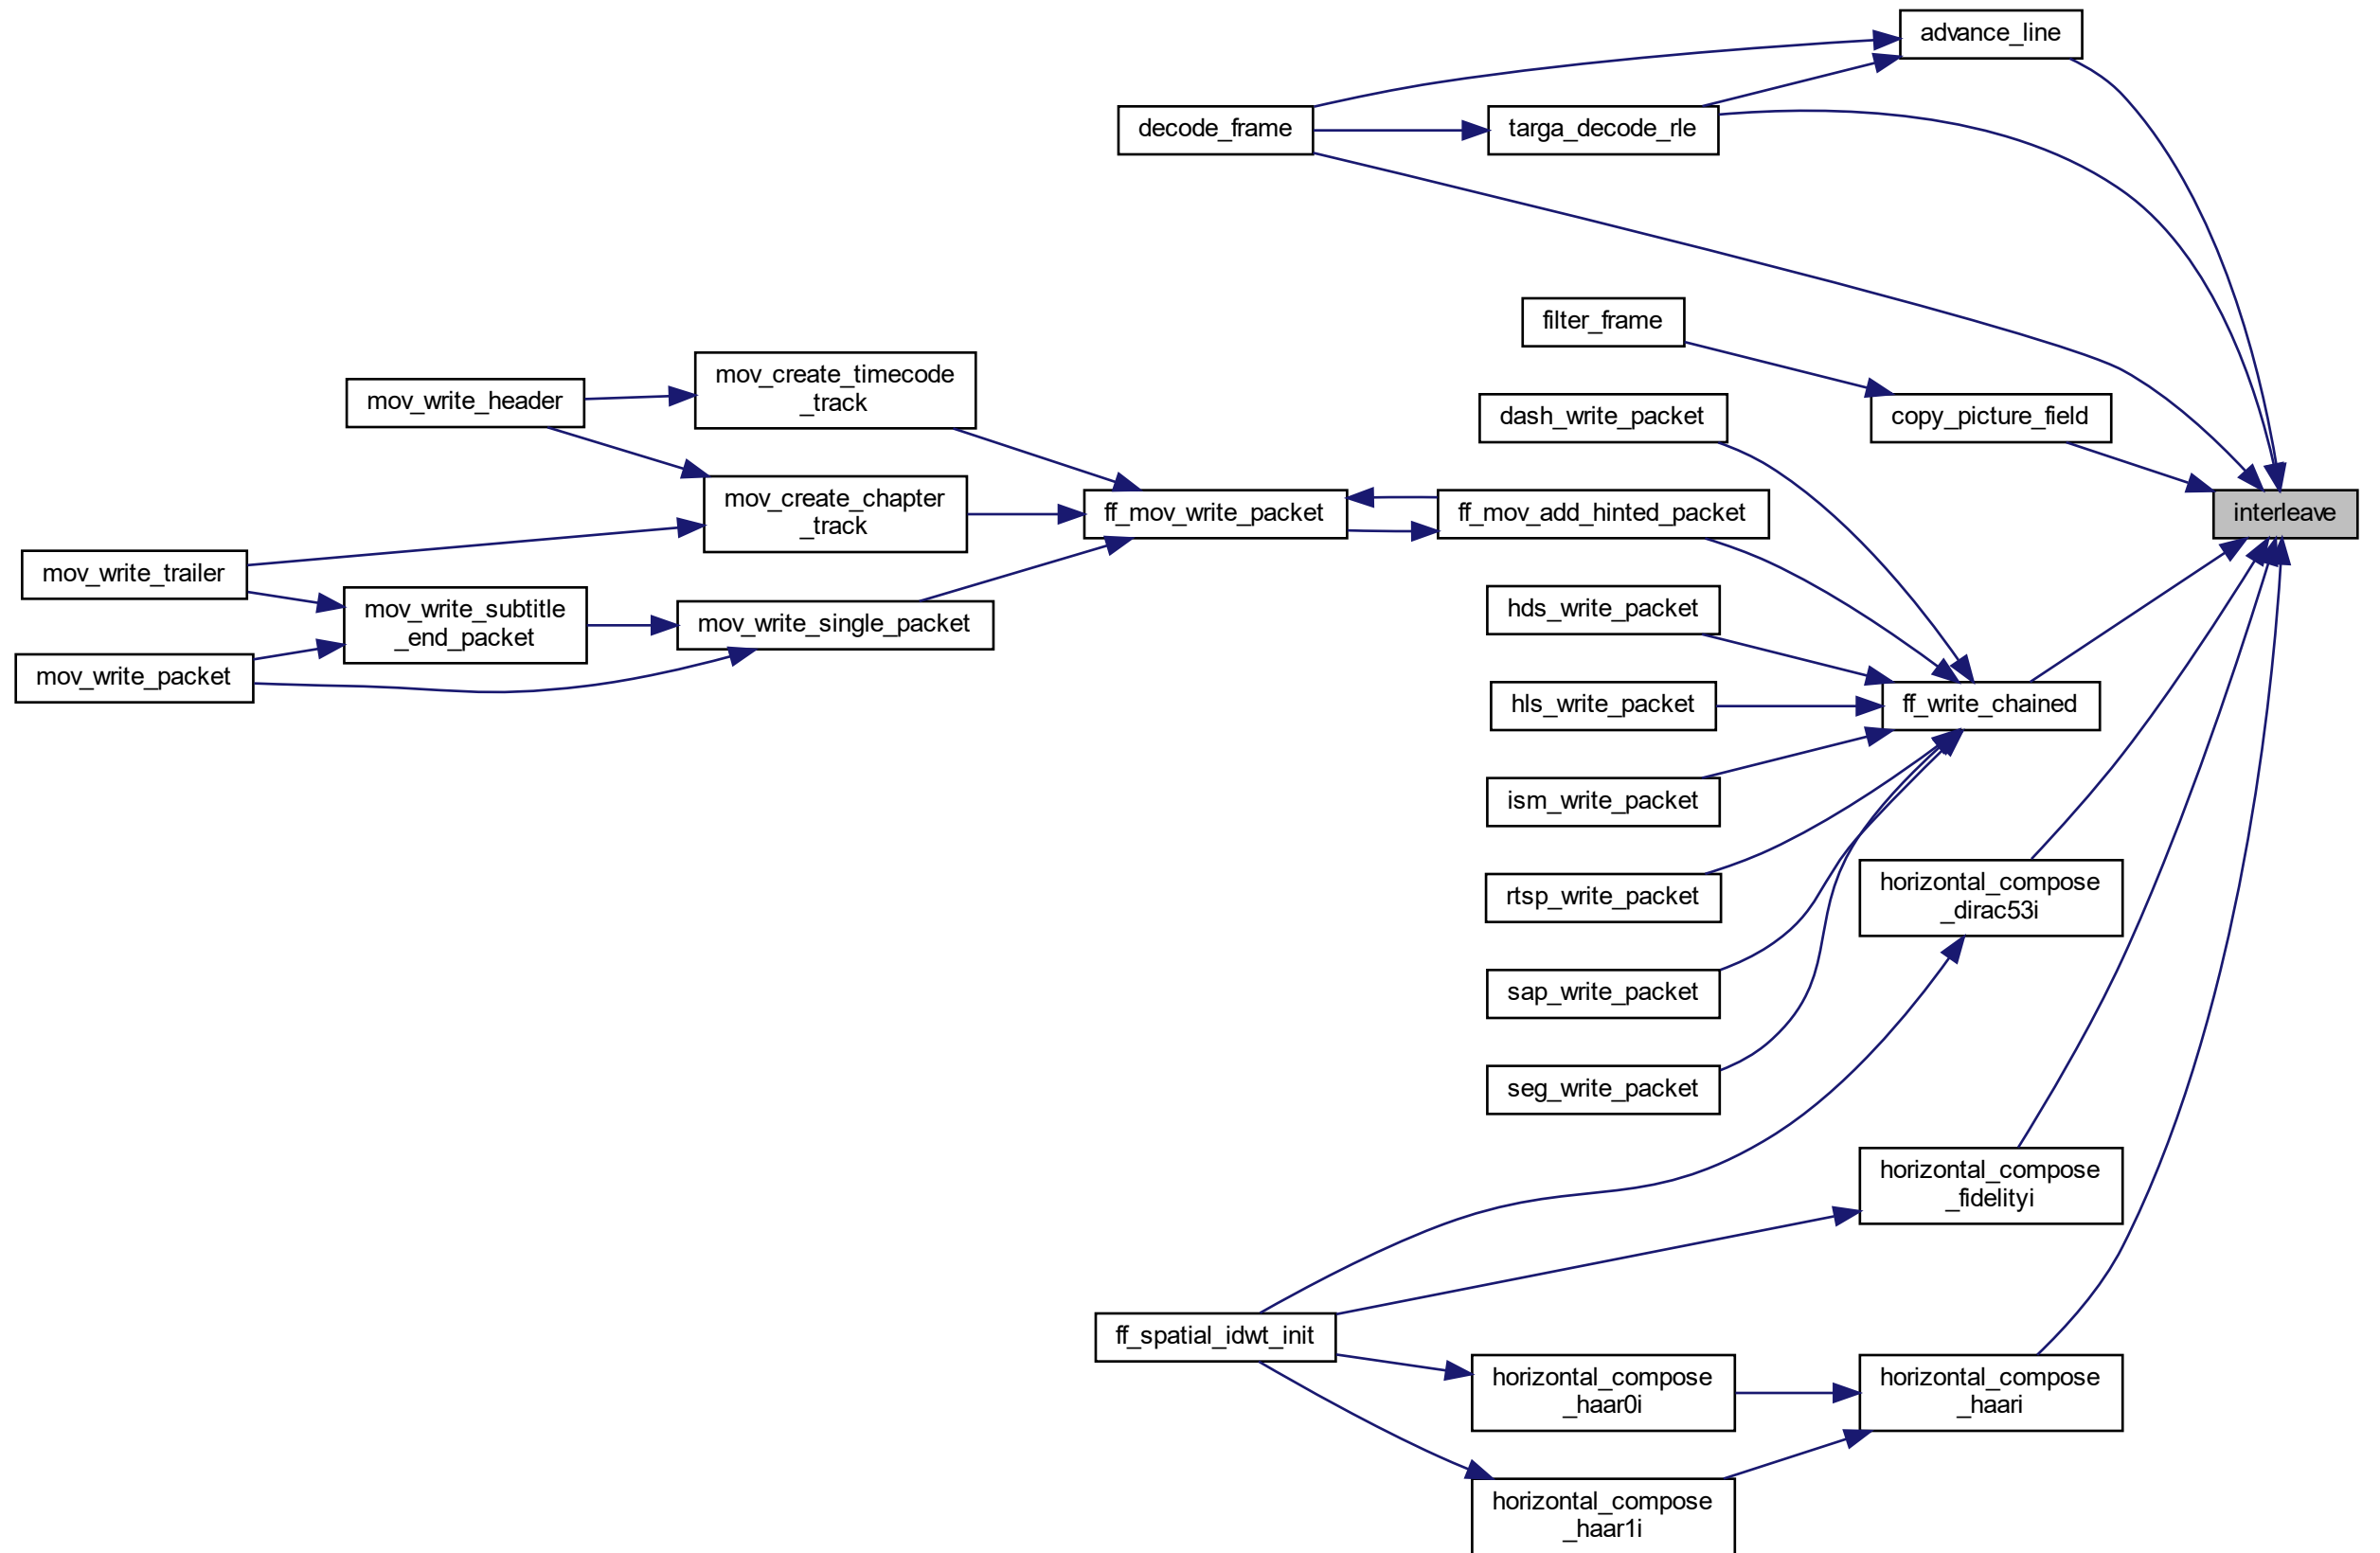 advance_line
decode_frame
targa_decode_rle
filter_frame
mov_create_timecode
_track
mov_write_header
dash_write_packet
copy_picture_field
mov_create_chapter
_track
ff_mov_write_packet
ff_mov_add_hinted_packet
interleave
mov_write_trailer
mov_write_subtitle
_end_packet
mov_write_single_packet
hds_write_packet
mov_write_packet
hls_write_packet
ff_write_chained
ism_write_packet
rtsp_write_packet
horizontal_compose
_dirac53i
sap_write_packet
seg_write_packet
horizontal_compose
_fidelityi
ff_spatial_idwt_init
horizontal_compose
_haar0i
horizontal_compose
_haari
horizontal_compose
_haar1i